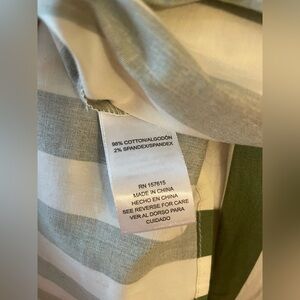 98% COTTON/ALGODÓN
2% SPANDEX/SPANDEX
RN 157615
MADE IN CHINA
HECHO EN CHINA
SEE REVERSE FOR CARE
VER AL DORSO PARA
CUIDADO